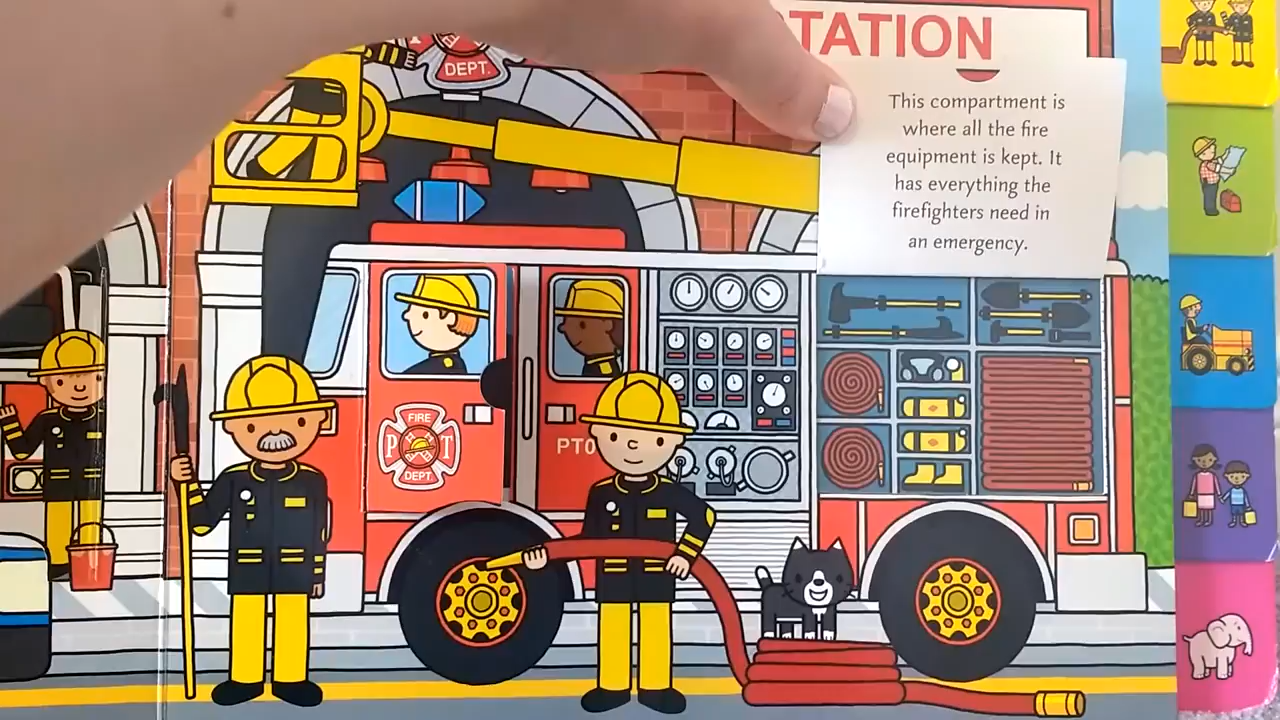 TATION
DEPT.
This compartment is
where all the fire
equipment is kept. It
has everything the
firefighters need in
an emergency.
FIRE
P T
DEPT
PTO